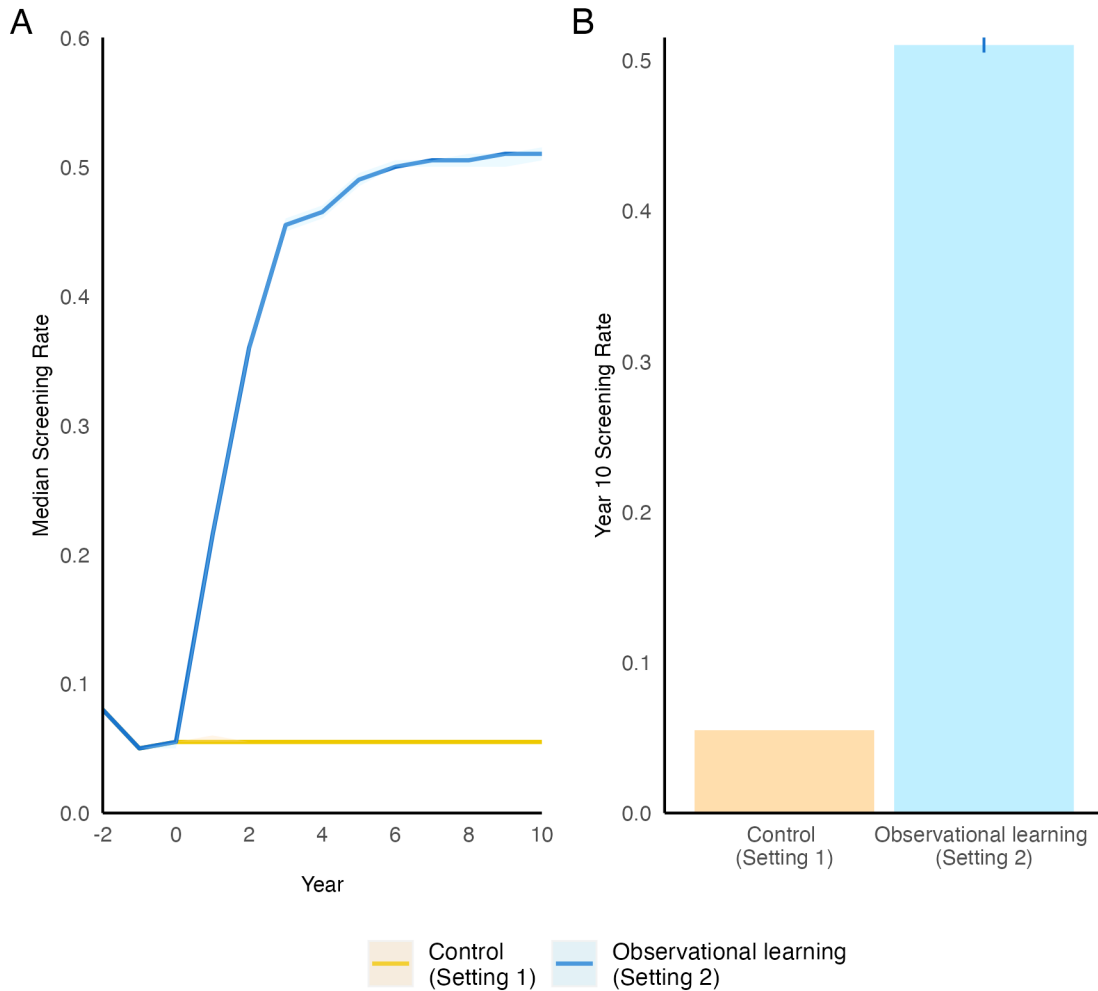 A
0.6
0.5
0.4
0.3
0.2
0.1
0.0
Median Screening Rate
-2 0 2 4 6 8 10
Year
B
0.5
0.4
0.3
0.2
0.1
0.0
Year 10 Screening Rate
Control
(Setting 1)
Observational learning
(Setting 2)
Control
(Setting 1)
Observational learning
(Setting 2)